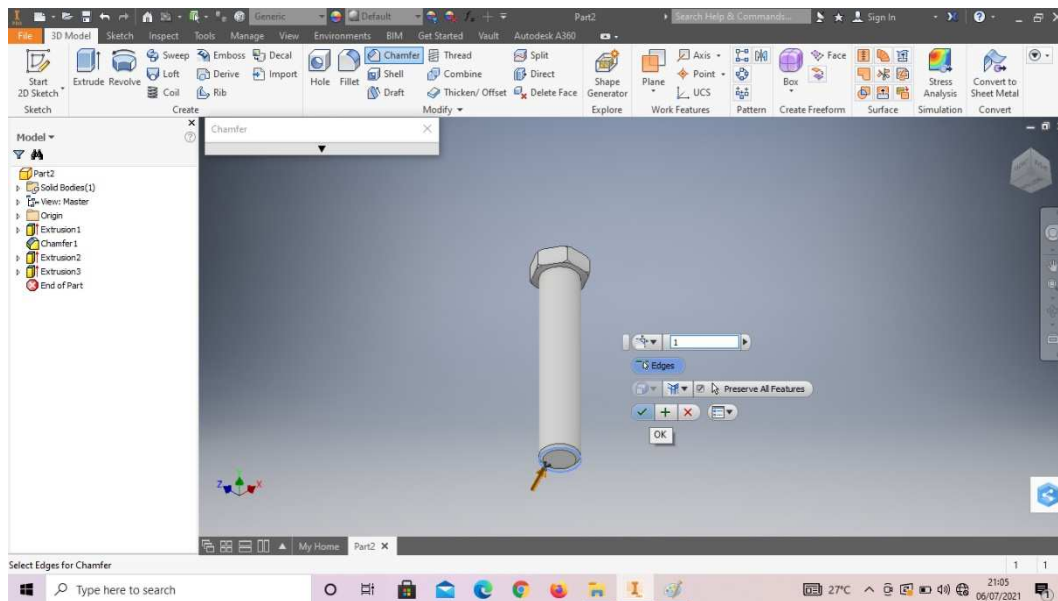 Generic
Default
Part2
Search Help & Commands...
Sign In
File 3D Model Sketch Inspect Tools Manage View Environments BIM Get Started Vault Autodesk A360
Start 2D Sketch
Extrude
Revolve
Sweep Emboss Decal
Loft Derive Import
Coil Rib
Hole
Fillet
Chamfer Thread Split
Shell Combine Direct
Draft Thicken/ Offset Delete Face
Shape Generator
Plane
Axis
Point
UCS
Box
Face
Stress Analysis
Convert to Sheet Metal
Sketch Create Modify Explore Work Features Pattern Create Freeform Surface Simulation Convert
Model
Chamfer
Part2
Solid Bodies(1)
View: Master
Origin
Extrusion1
Chamfer1
Extrusion2
Extrusion3
End of Part
1
Edges
Preserve All Features
OK
Z Y X
My Home Part2
Select Edges for Chamfer 1 1
Type here to search
27°C
21:05
06/07/2021